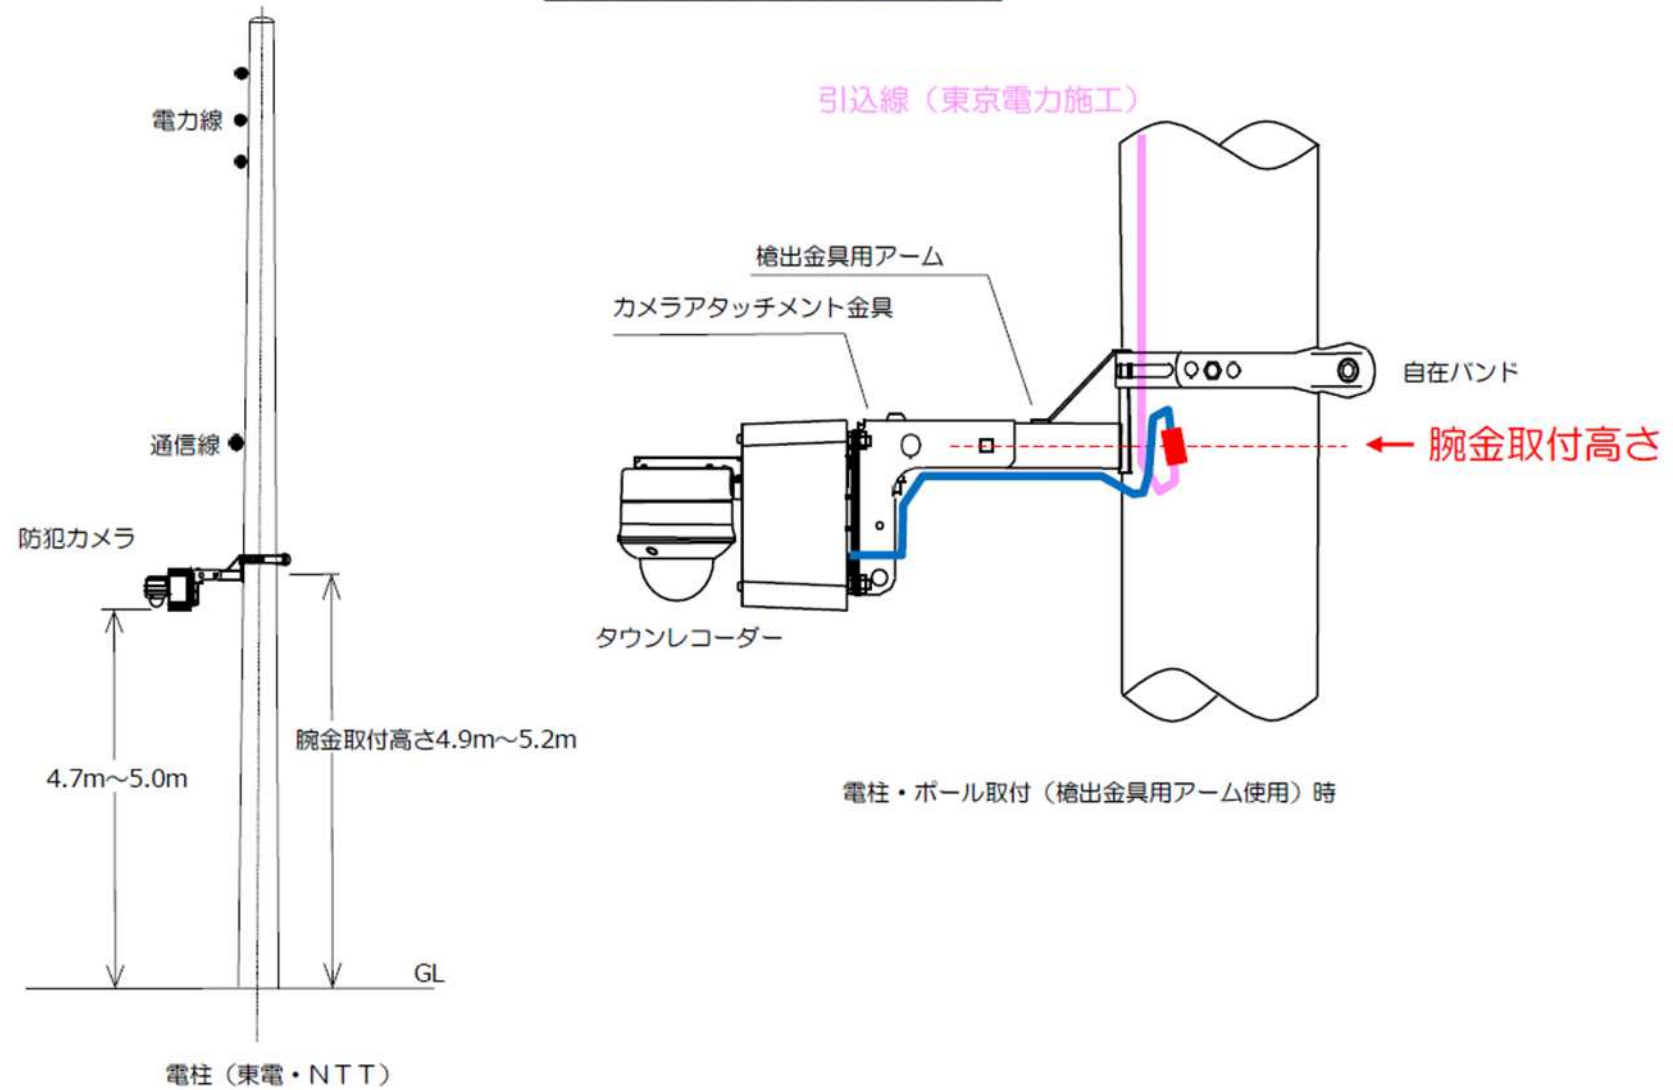 電力線
通信線
防犯カメラ
4.7m～5.0m
腕金取付高さ4.9m～5.2m
GL
電柱（東電・ＮＴＴ）
引込線（東京電力施工）
槍出金具用アーム
カメラアタッチメント金具
自在バンド
腕金取付高さ
タウンレコーダー
電柱・ポール取付（槍出金具用アーム使用）時